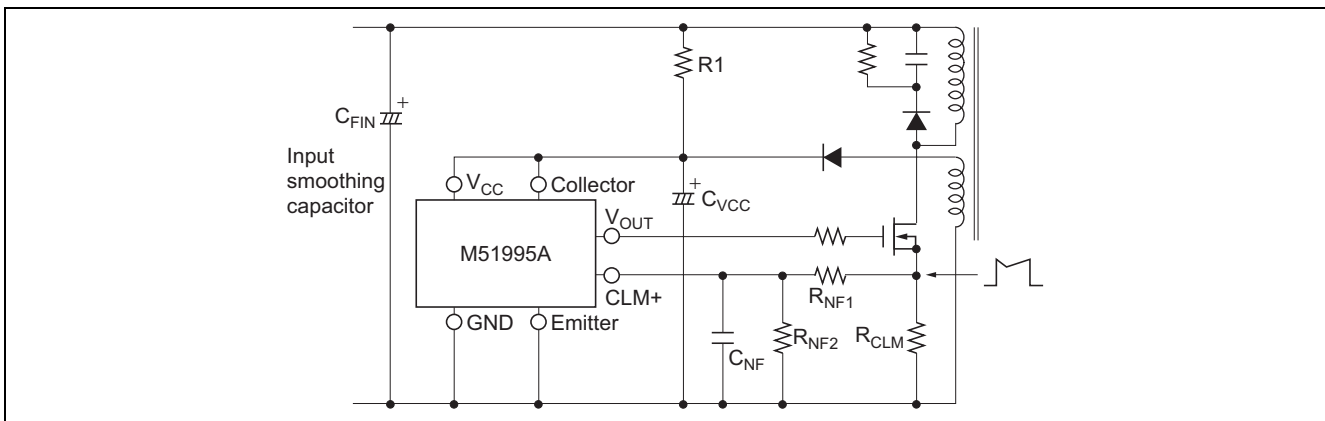 R1
+
C_FIN
Input
smoothing
capacitor
V_CC
Collector
+
C_VCC
V_OUT
M51995A
CLM+
R_NF1
GND
Emitter
C_NF
R_NF2
R_CLM